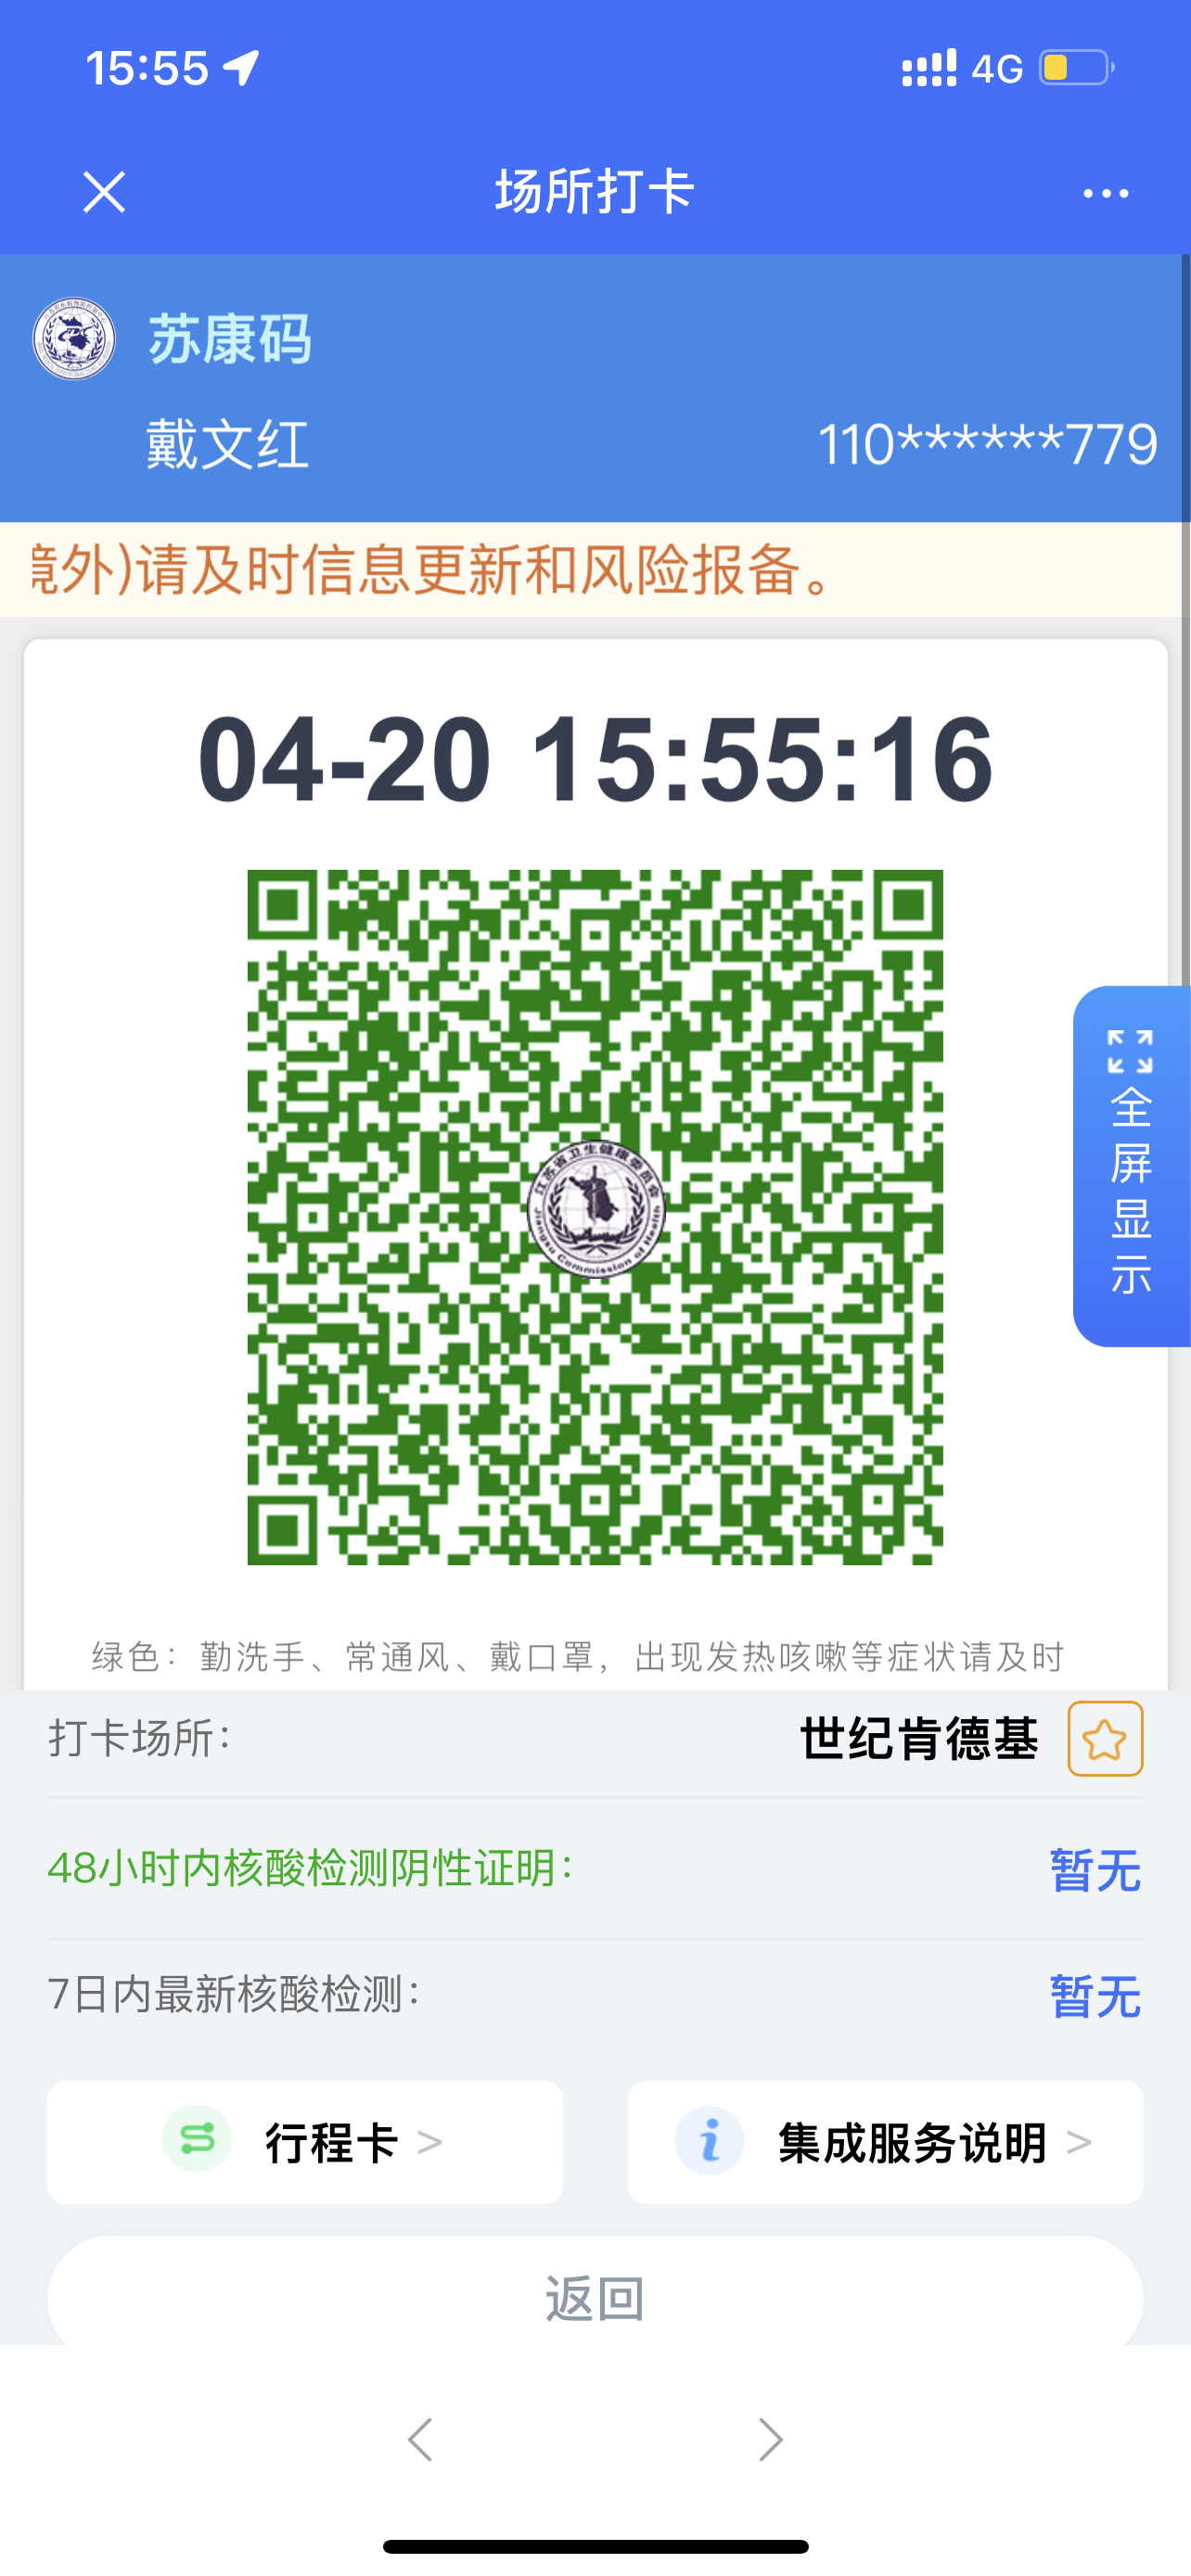 15:55
4G
场所打卡
苏康码
戴文红 110******779
外)请及时信息更新和风险报备。
04-20 15:55:16
江苏省卫生健康委员会
Jiangsu Commission of Health
全屏显示
绿色：勤洗手、常通风、戴口罩，出现发热咳嗽等症状请及时
打卡场所： 世纪肯德基
48小时内核酸检测阴性证明： 暂无
7日内最新核酸检测： 暂无
行程卡 >
集成服务说明 >
返回